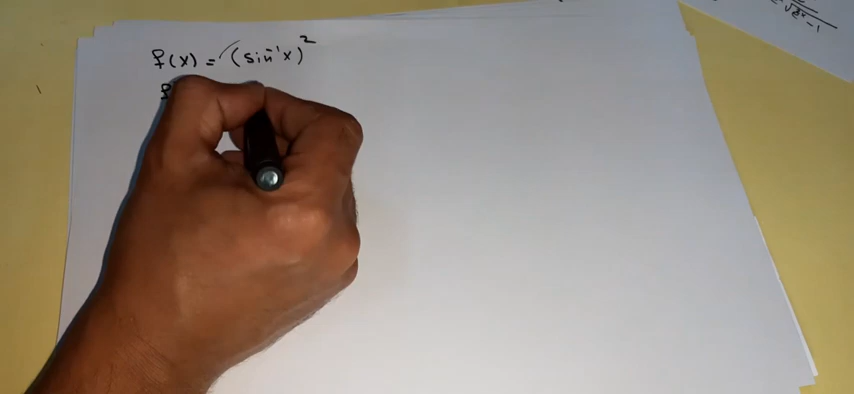 f(x) = (sin⁻¹x)²
f